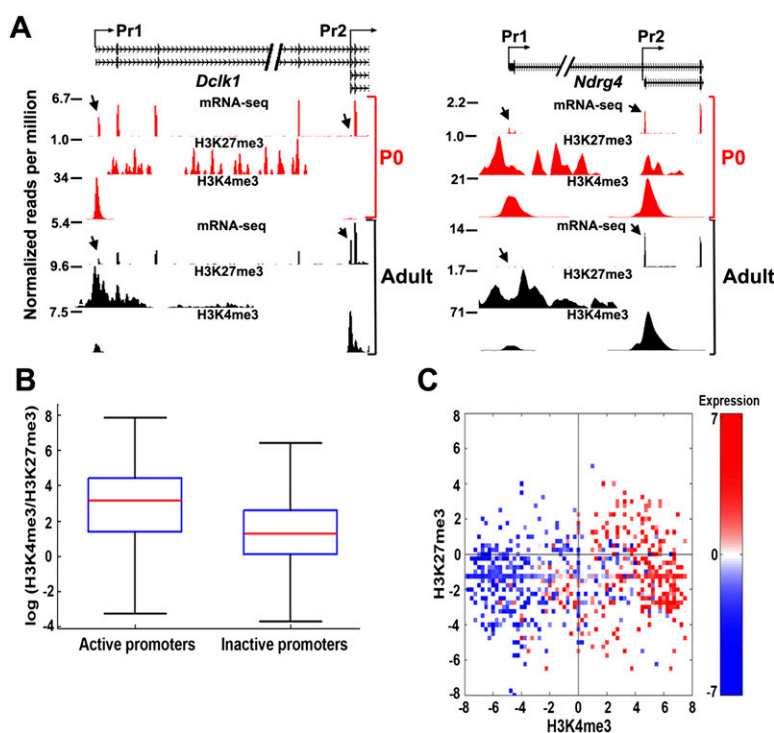 A
Pr1
Pr2
Dclk1
Normalized reads per million
6.7
mRNA-seq
1.0
H3K27me3
34
H3K4me3
P0
5.4
mRNA-seq
9.6
H3K27me3
7.5
H3K4me3
Adult
Pr1
Pr2
Ndrg4
2.2
mRNA-seq
1.0
H3K27me3
21
H3K4me3
P0
14
mRNA-seq
1.7
H3K27me3
71
H3K4me3
Adult
B
log (H3K4me3/H3K27me3)
8
6
4
2
0
-2
-4
Active promoters
Inactive promoters
C
Expression
7
0
-7
H3K27me3
8
6
4
2
0
-2
-4
-6
-8
-8 -6 -4 -2 0 2 4 6 8
H3K4me3